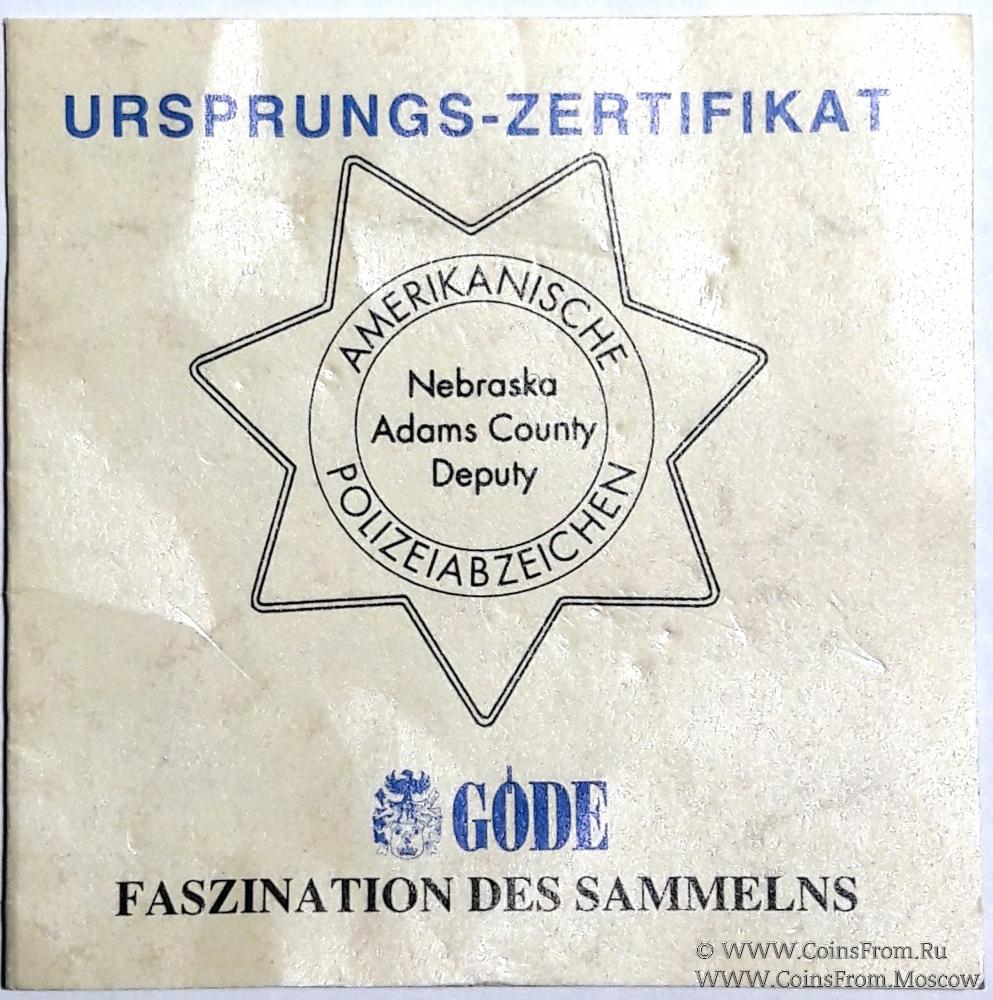 URSPRUNGS-ZERTIFIKAT
AMERIKANISCHE
Nebraska
Adams County
Deputy
POLIZEIABZEICHEN
GÖDE
FASZINATION DES SAMMELNS
© WWW.CoinsFrom.Ru
WWW.CoinsFrom.Moscow